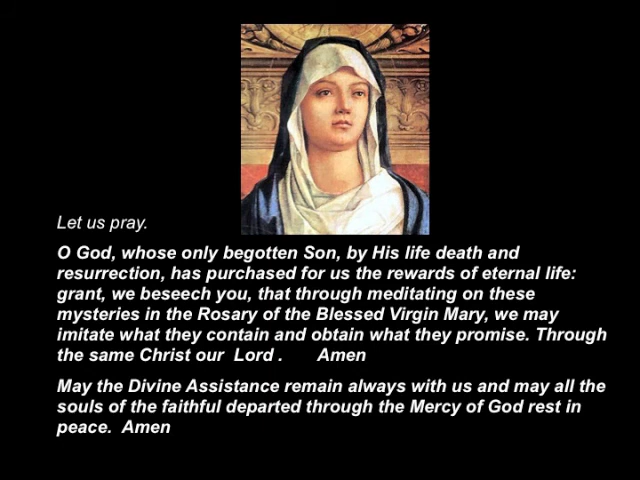 Let us pray.
O God, whose only begotten Son, by His life death and
resurrection, has purchased for us the rewards of eternal life:
grant, we beseech you, that through meditating on these
mysteries in the Rosary of the Blessed Virgin Mary, we may
imitate what they contain and obtain what they promise. Through
the same Christ our  Lord .       Amen
May the Divine Assistance remain always with us and may all the
souls of the faithful departed through the Mercy of God rest in
peace.  Amen